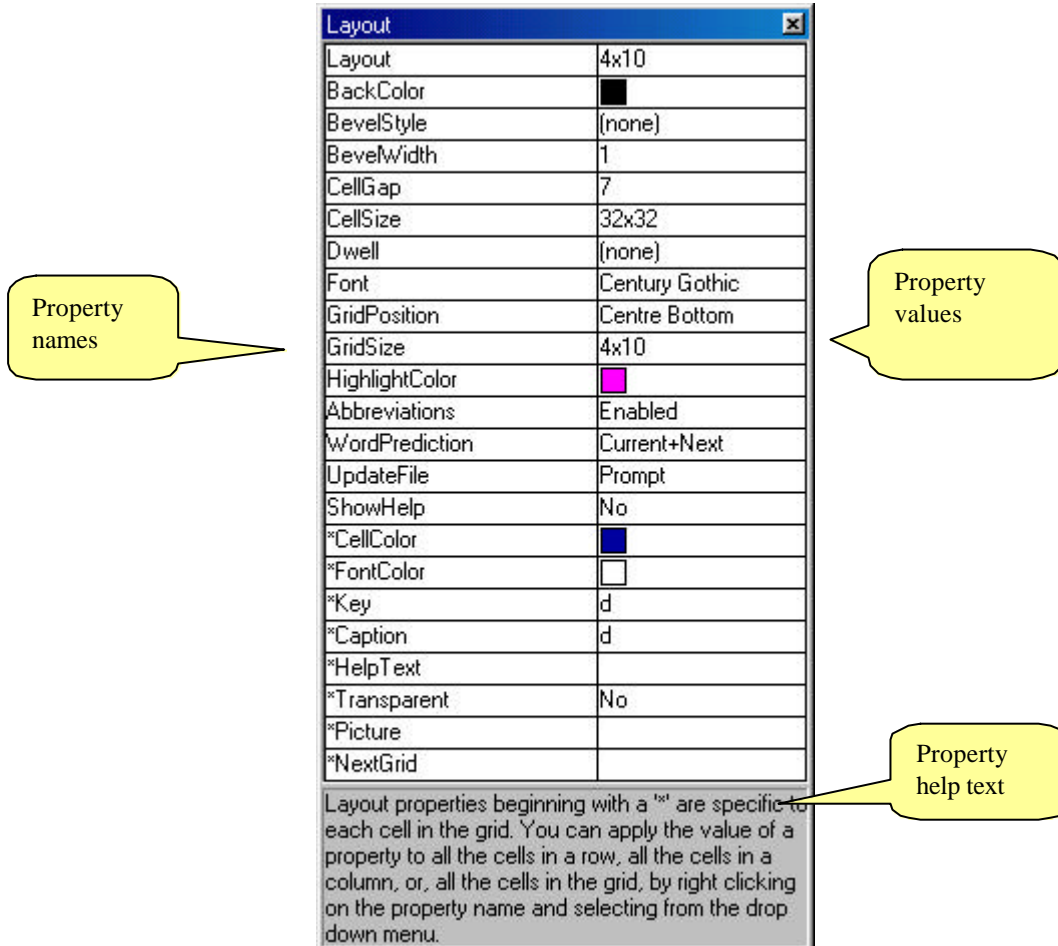 Layout
Layout 4x10
BackColor
BevelStyle (none)
BevelWidth 1
CellGap 7
CellSize 32x32
Dwell (none)
Font Century Gothic
GridPosition Centre Bottom
GridSize 4x10
HighlightColor
Abbreviations Enabled
WordPrediction Current+Next
UpdateFile Prompt
ShowHelp No
*CellColor
*FontColor
*Key d
*Caption d
*HelpText
*Transparent No
*Picture
*NextGrid
Layout properties beginning with a '*' are specific to
each cell in the grid. You can apply the value of a
property to all the cells in a row, all the cells in a
column, or, all the cells in the grid, by right clicking
on the property name and selecting from the drop
down menu.
Property
names
Property
values
Property
help text